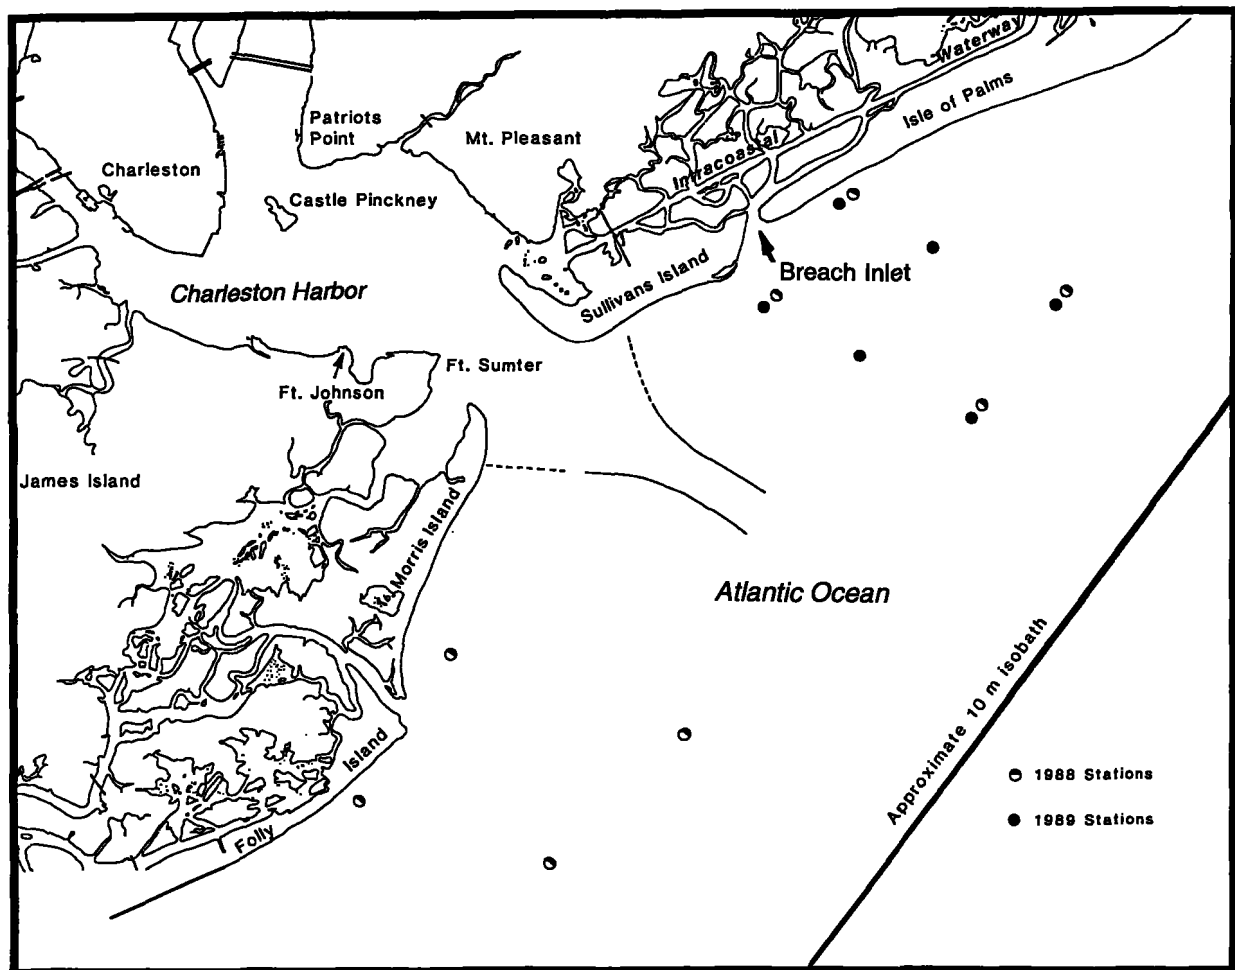 Waterway
Isle of Palms
Patriots
Point
Mt. Pleasant
Intracoastal
Charleston
Castle Pinckney
Breach Inlet
Sullivans Island
Charleston Harbor
Ft. Sumter
Ft. Johnson
James Island
Morris Island
Atlantic Ocean
Approximate 10 m isobath
Island
Folly
1988 Stations
1989 Stations